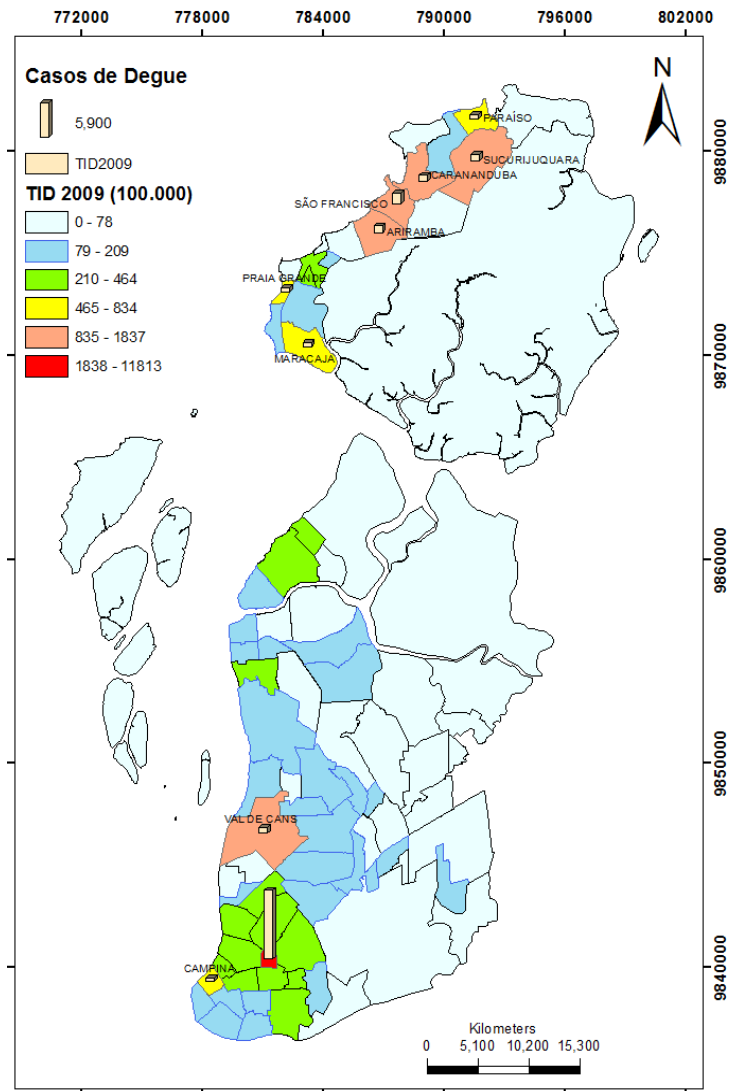 772000 778000 784000 790000 796000 802000
Casos de Degue
5,900
TID2009
TID 2009 (100.000)
0 - 78
79 - 209
210 - 464
465 - 834
835 - 1837
1838 - 11813
N
PARAÍSO
SUCURIJUQUARA
CARANANDUBA
SÃO FRANCISCO
ARIRAMBA
PRAIA GRANDE
MARACAJA
VAL DE CANS
CAMPINA
9880000
9870000
9860000
9850000
9840000
Kilometers
0 5,100 10,200 15,300